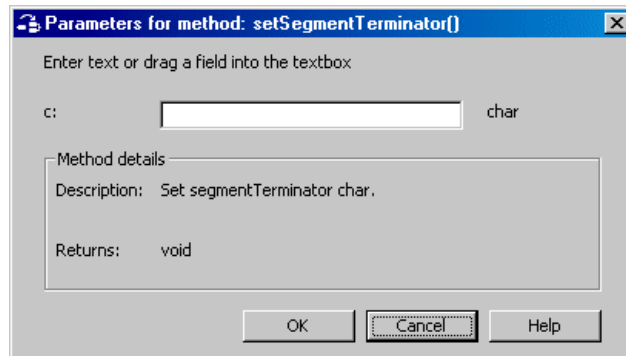 Parameters for method: setSegmentTerminator()
Enter text or drag a field into the textbox
c: char
Method details
Description: Set segmentTerminator char.
Returns: void
OK Cancel Help